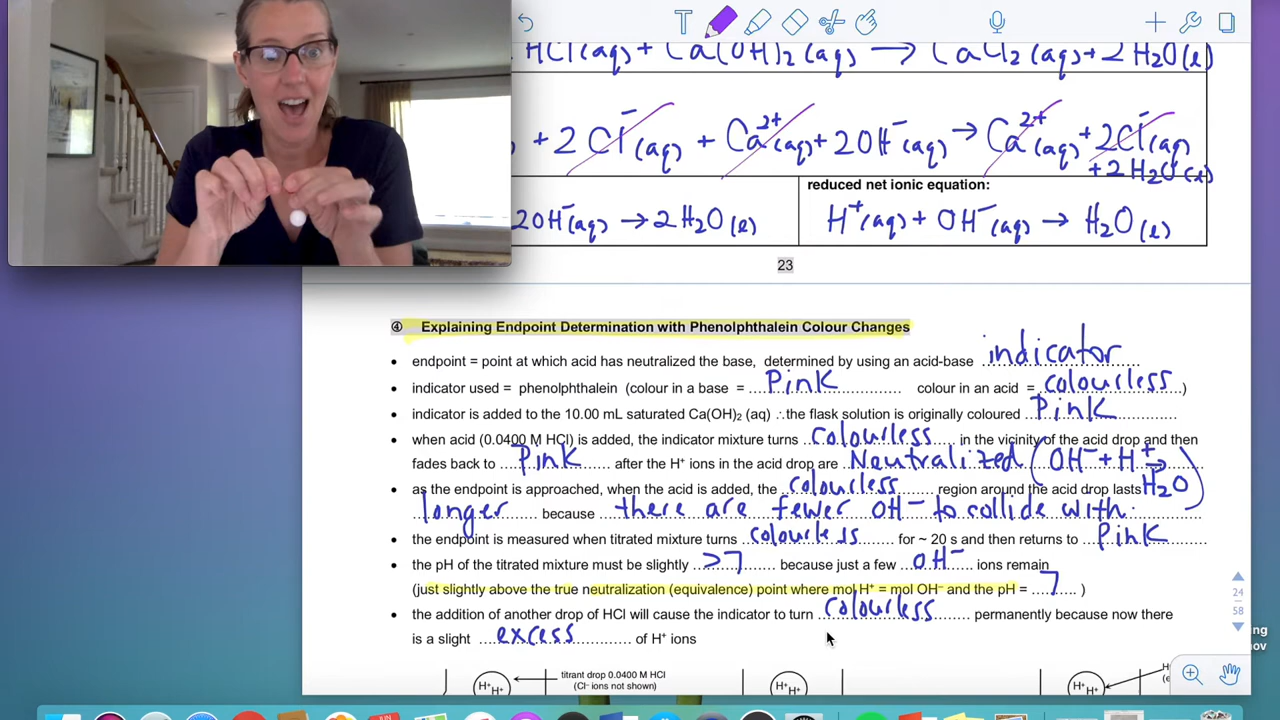 HCl(aq) + Ca(OH)₂ (aq) → CaCl₂ (aq) + 2 H₂O(l)
+ 2 Cl⁻(aq) + Ca²⁺(aq) + 2OH⁻(aq) → Ca²⁺(aq) + 2Cl⁻(aq)
+ 2 H₂O(l)
2OH⁻(aq) → 2 H₂O(l)
reduced net ionic equation:
H⁺(aq) + OH⁻(aq) → H₂O(l)
23
④ Explaining Endpoint Determination with Phenolphthalein Colour Changes
• endpoint = point at which acid has neutralized the base, determined by using an acid-base indicator
• indicator used = phenolphthalein (colour in a base = Pink colour in an acid = colourless)
• indicator is added to the 10.00 mL saturated Ca(OH)₂ (aq) ∴the flask solution is originally coloured Pink
• when acid (0.0400 M HCl) is added, the indicator mixture turns colourless in the vicinity of the acid drop and then
fades back to Pink after the H⁺ ions in the acid drop are Neutralized (OH⁻ + H⁺ → H₂O)
• as the endpoint is approached, when the acid is added, the colourless region around the acid drop lasts
longer because there are fewer OH⁻ to collide with.
• the endpoint is measured when titrated mixture turns colourless for ~ 20 s and then returns to Pink
• the pH of the titrated mixture must be slightly >7 because just a few OH⁻ ions remain
(just slightly above the true neutralization (equivalence) point where mol H⁺ = mol OH⁻ and the pH = 7 )
• the addition of another drop of HCl will cause the indicator to turn colourless permanently because now there
is a slight excess of H⁺ ions
titrant drop 0.0400 M HCl
(Cl⁻ ions not shown)
H⁺ H⁺
H⁺ H⁺
H⁺ H⁺
24
58